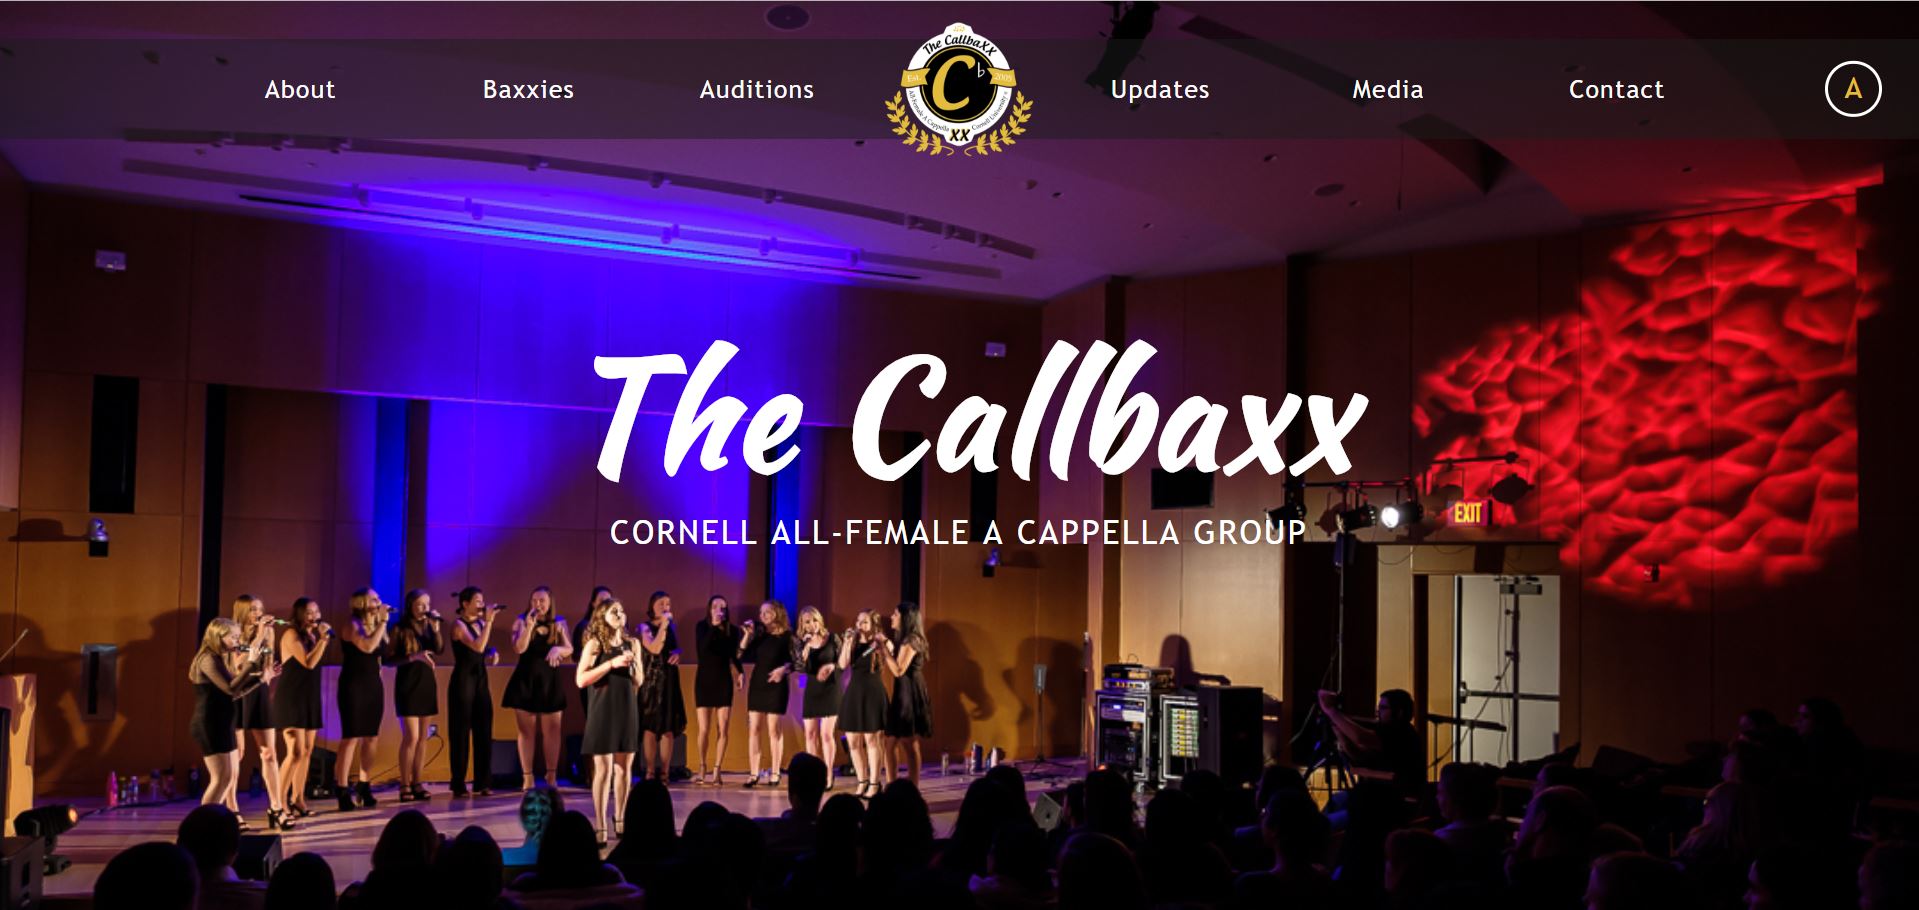 About
Baxxies
Auditions
The CallbaXX
Est.
2005
C♭
All-Female A Cappella
Cornell University
XX
Updates
Media
Contact
A
The Callbaxx
CORNELL ALL-FEMALE A CAPPELLA GROUP
EXIT